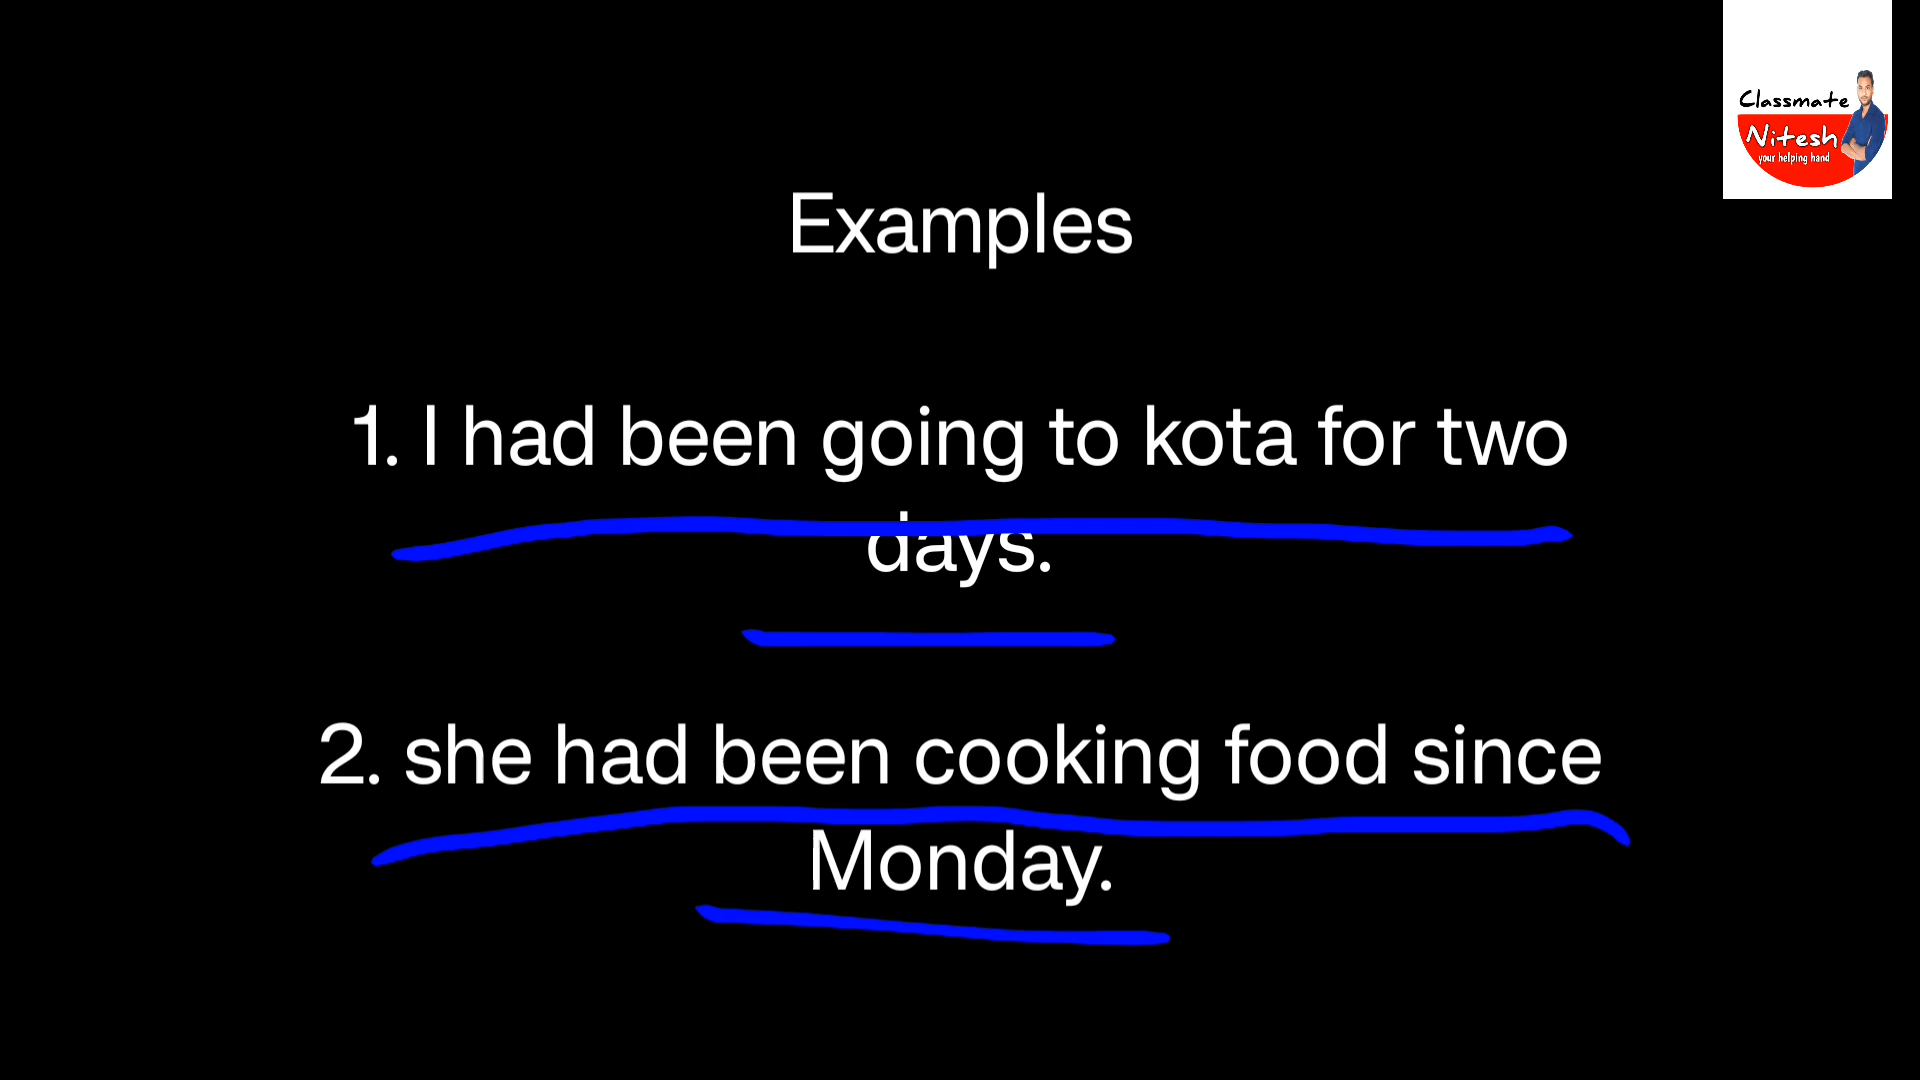 Classmate
Nitesh
your helping hand
Examples
1. I had been going to kota for two
days.
2. she had been cooking food since
Monday.